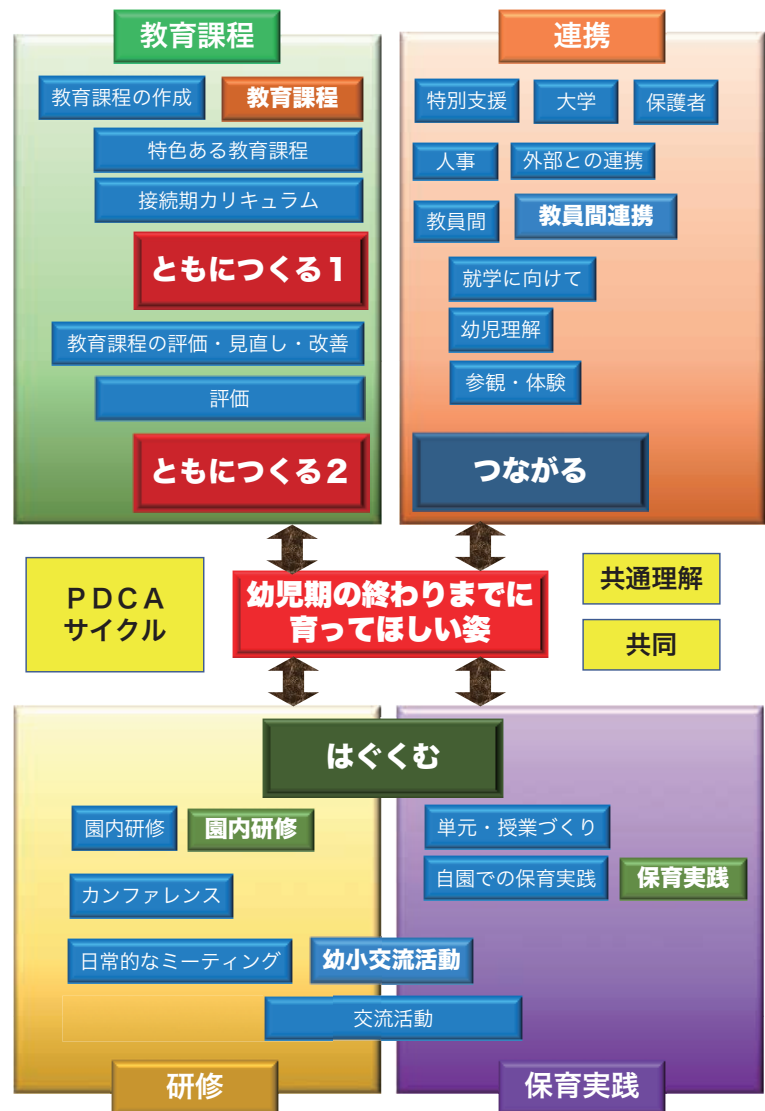 教育課程
教育課程の作成
教育課程
特色ある教育課程
接続期カリキュラム
ともにつくる1
教育課程の評価・見直し・改善
評価
ともにつくる2
連携
特別支援
大学
保護者
人事
外部との連携
教員間
教員間連携
就学に向けて
幼児理解
参観・体験
つながる
PDCA
サイクル
幼児期の終わりまでに
育ってほしい姿
共通理解
共同
はぐくむ
園内研修
園内研修
カンファレンス
日常的なミーティング
幼小交流活動
交流活動
研修
単元・授業づくり
自園での保育実践
保育実践
保育実践